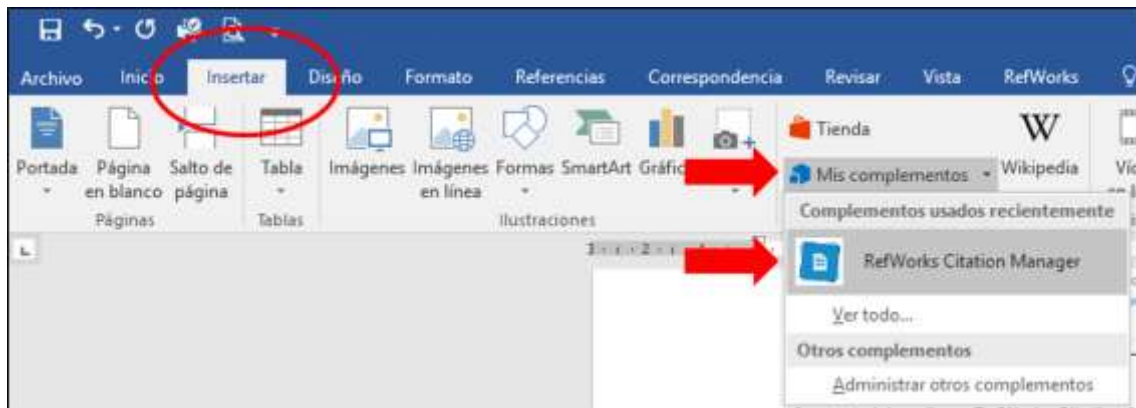 Archivo Inicio Insertar Diseño Formato Referencias Correspondencia Revisar Vista RefWorks
Portada Página en blanco Salto de página Tabla Imágenes Imágenes en línea Formas SmartArt Tienda Mis complementos Wikipedia
Páginas Tablas Ilustraciones
Complementos usados recientemente
RefWorks Citation Manager
Ver todo...
Otros complementos
Administrar otros complementos